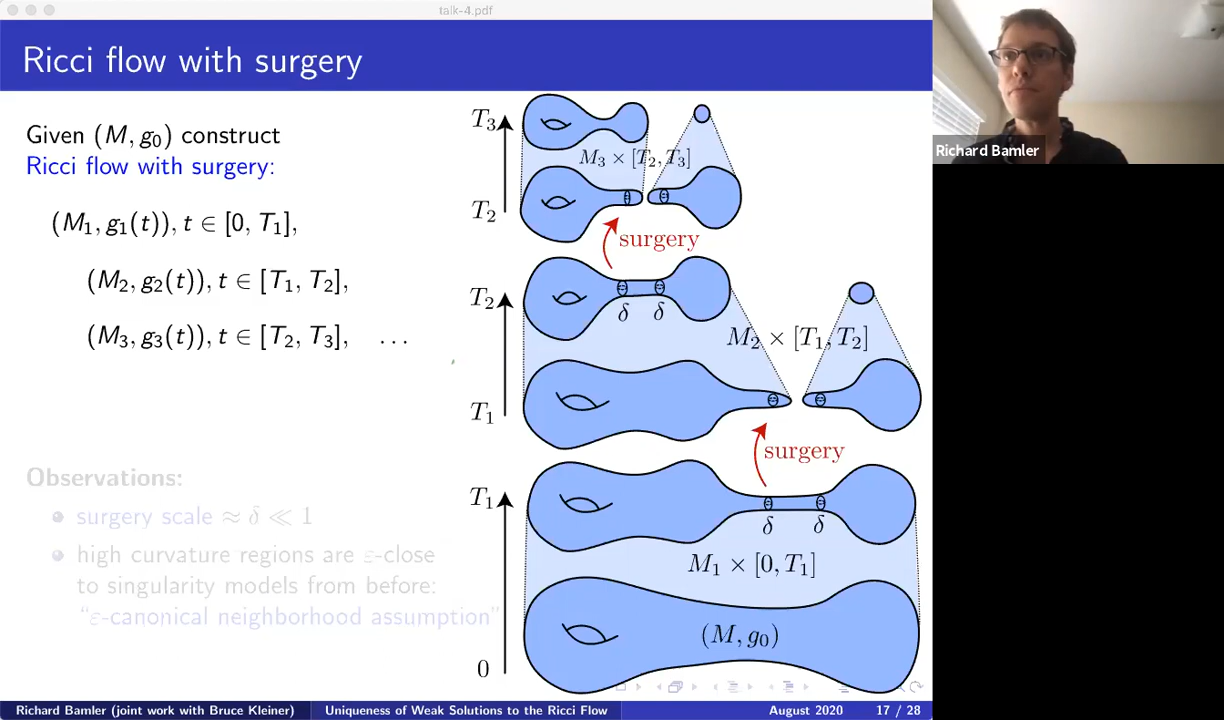 talk-4.pdf
Ricci flow with surgery
Given (M, g₀) construct
Ricci flow with surgery:
(M₁, g₁(t)), t ∈ [0, T₁],
(M₂, g₂(t)), t ∈ [T₁, T₂],
(M₃, g₃(t)), t ∈ [T₂, T₃], ...
Observations:
surgery scale ≈ δ ≪ 1
high curvature regions are ε-close
to singularity models from before:
"ε-canonical neighborhood assumption"
T₃
M₃ × [T₂, T₃]
T₂
surgery
T₂
δ δ
M₂ × [T₁, T₂]
T₁
surgery
T₁
δ δ
M₁ × [0, T₁]
(M, g₀)
0
Richard Bamler
Richard Bamler (joint work with Bruce Kleiner)
Uniqueness of Weak Solutions to the Ricci Flow
August 2020
17 / 28